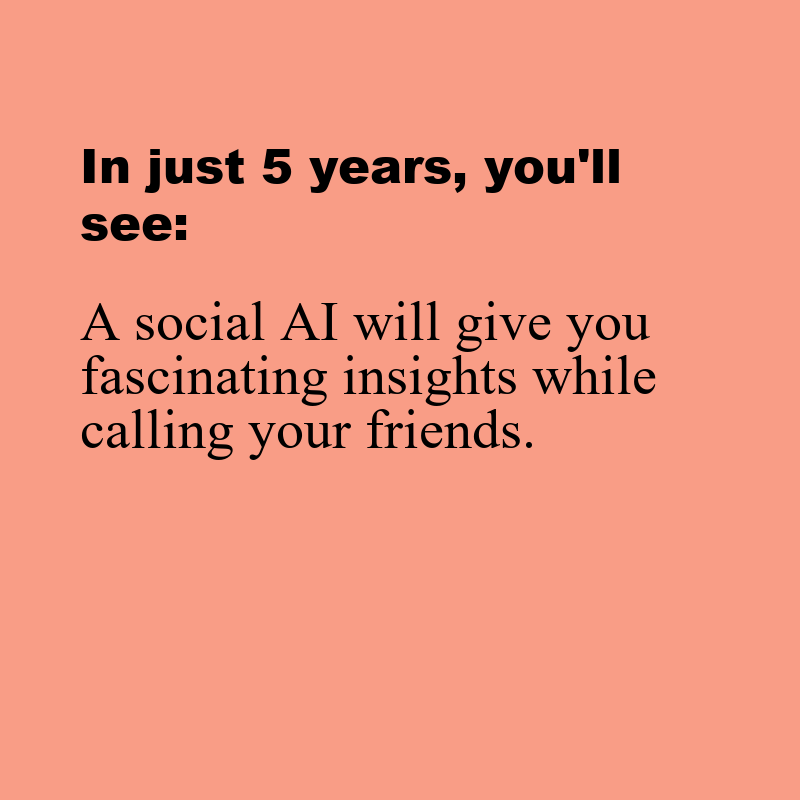 In just 5 years, you'll
see:
A social AI will give you
fascinating insights while
calling your friends.